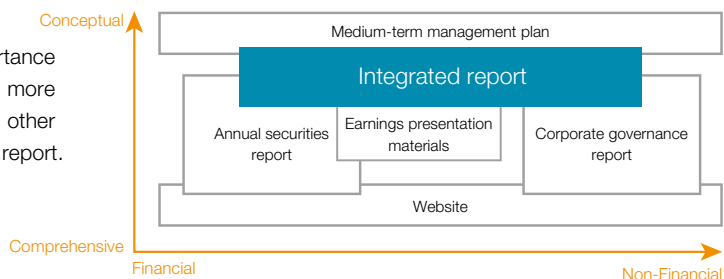 rtance
more
other
report.
Conceptual
Medium-term management plan
Integrated report
Annual securities
report
Earnings presentation
materials
Corporate governance
report
Website
Comprehensive
Financial
Non-Financial